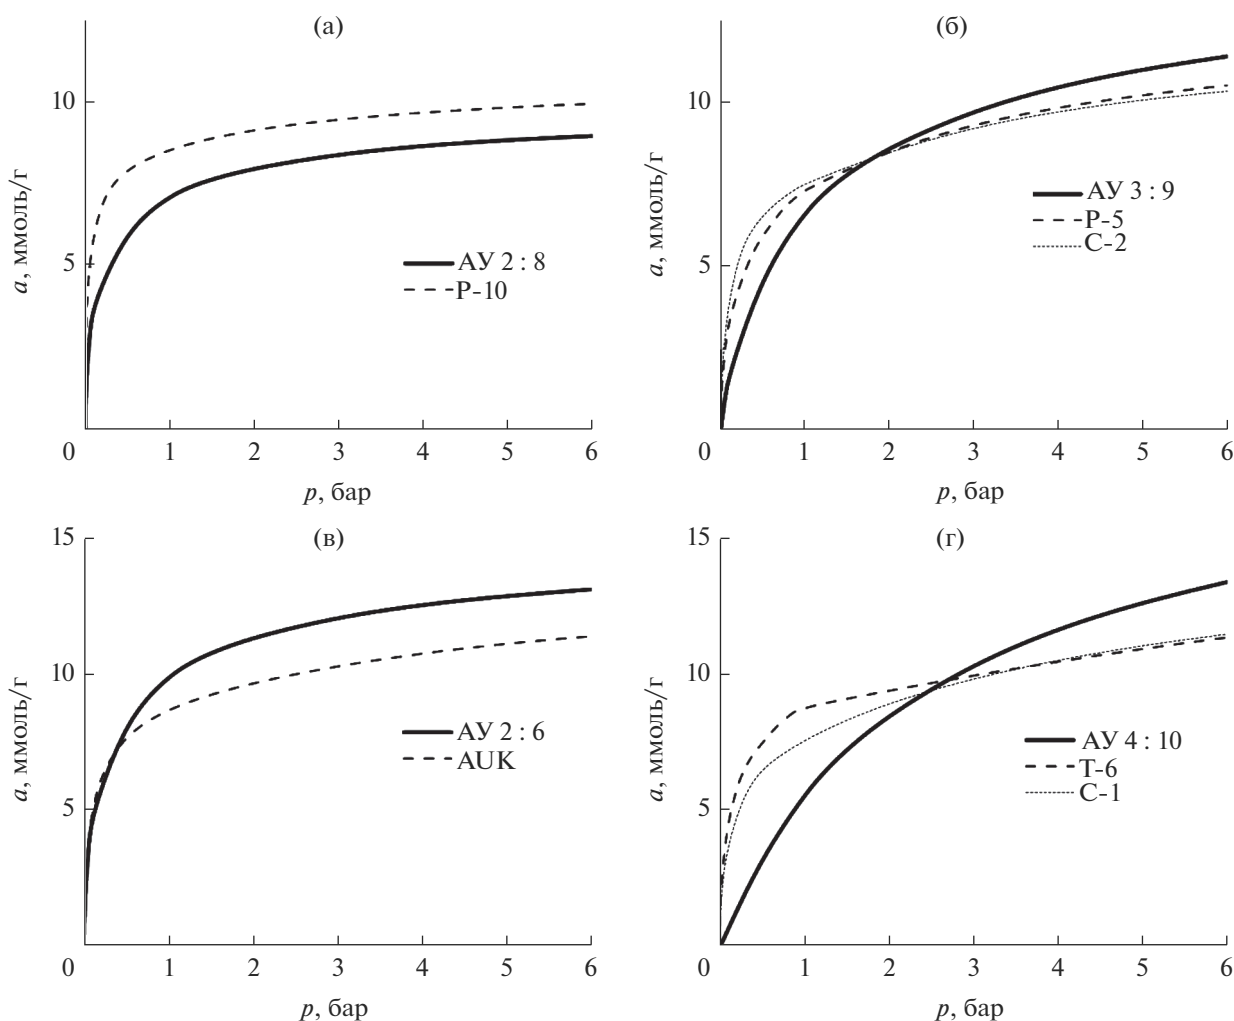 (а)
10
5
0
1
2
3
4
5
6
a, ммоль/г
p, бар
АУ 2 : 8
P-10
(б)
10
5
0
1
2
3
4
5
6
a, ммоль/г
p, бар
АУ 3 : 9
P-5
C-2
(в)
15
10
5
0
1
2
3
4
5
6
a, ммоль/г
p, бар
АУ 2 : 6
AUK
(г)
15
10
5
0
1
2
3
4
5
6
a, ммоль/г
p, бар
АУ 4 : 10
T-6
C-1